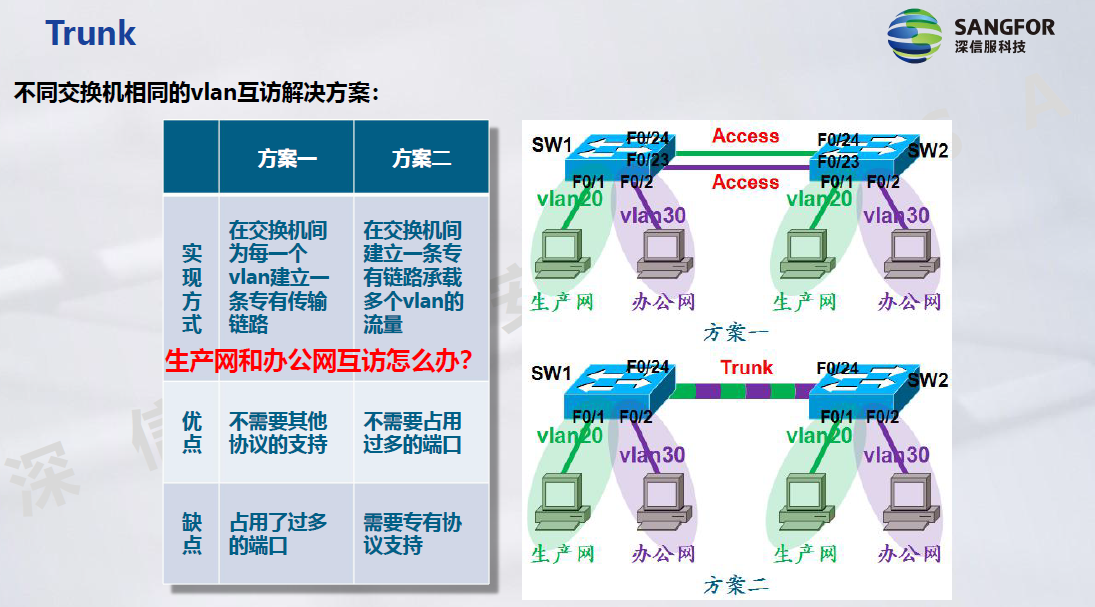 Trunk
SANGFOR
深信服科技
不同交换机相同的vlan互访解决方案：
方案一
方案二
实
现
方
式
在交换机间
为每一个
vlan建立一
条专有传输
链路
在交换机间
建立一条专
有链路承载
多个vlan的
流量
生产网和办公网互访怎么办？
优
点
不需要其他
协议的支持
不需要占用
过多的端口
缺
点
占用了过多
的端口
需要专有协
议支持
SW1
F0/24
Access
F0/24
SW2
F0/23
F0/23
F0/1
F0/2
Access
F0/1
F0/2
vlan20
vlan30
vlan20
vlan30
生产网
办公网
生产网
办公网
方案一
SW1
F0/24
Trunk
F0/24
SW2
F0/1
F0/2
F0/1
F0/2
vlan20
vlan30
vlan20
vlan30
生产网
办公网
生产网
办公网
方案二
深
信
A